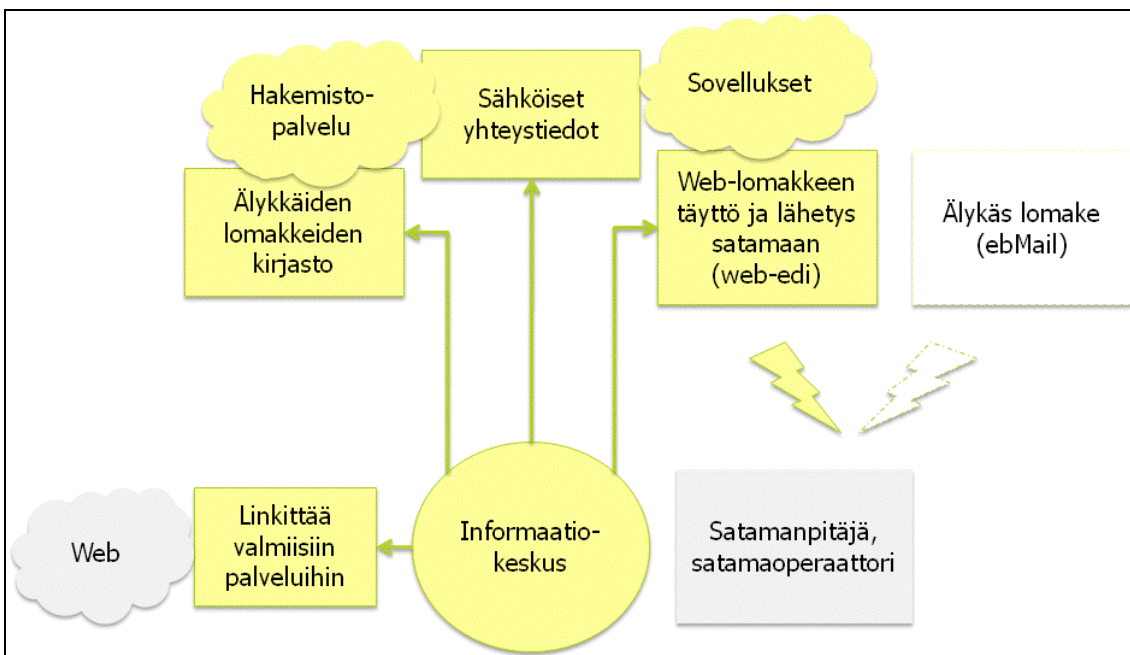 Hakemisto-
palvelu
Sähköiset
yhteystiedot
Sovellukset
Älykkäiden
lomakkeiden
kirjasto
Web-lomakkeen
täyttö ja lähetys
satamaan
(web-edi)
Älykäs lomake
(ebMail)
Web
Linkittää
valmiisiin
palveluihin
Informaatio-
keskus
Satamanpitäjä,
satamaoperaattori